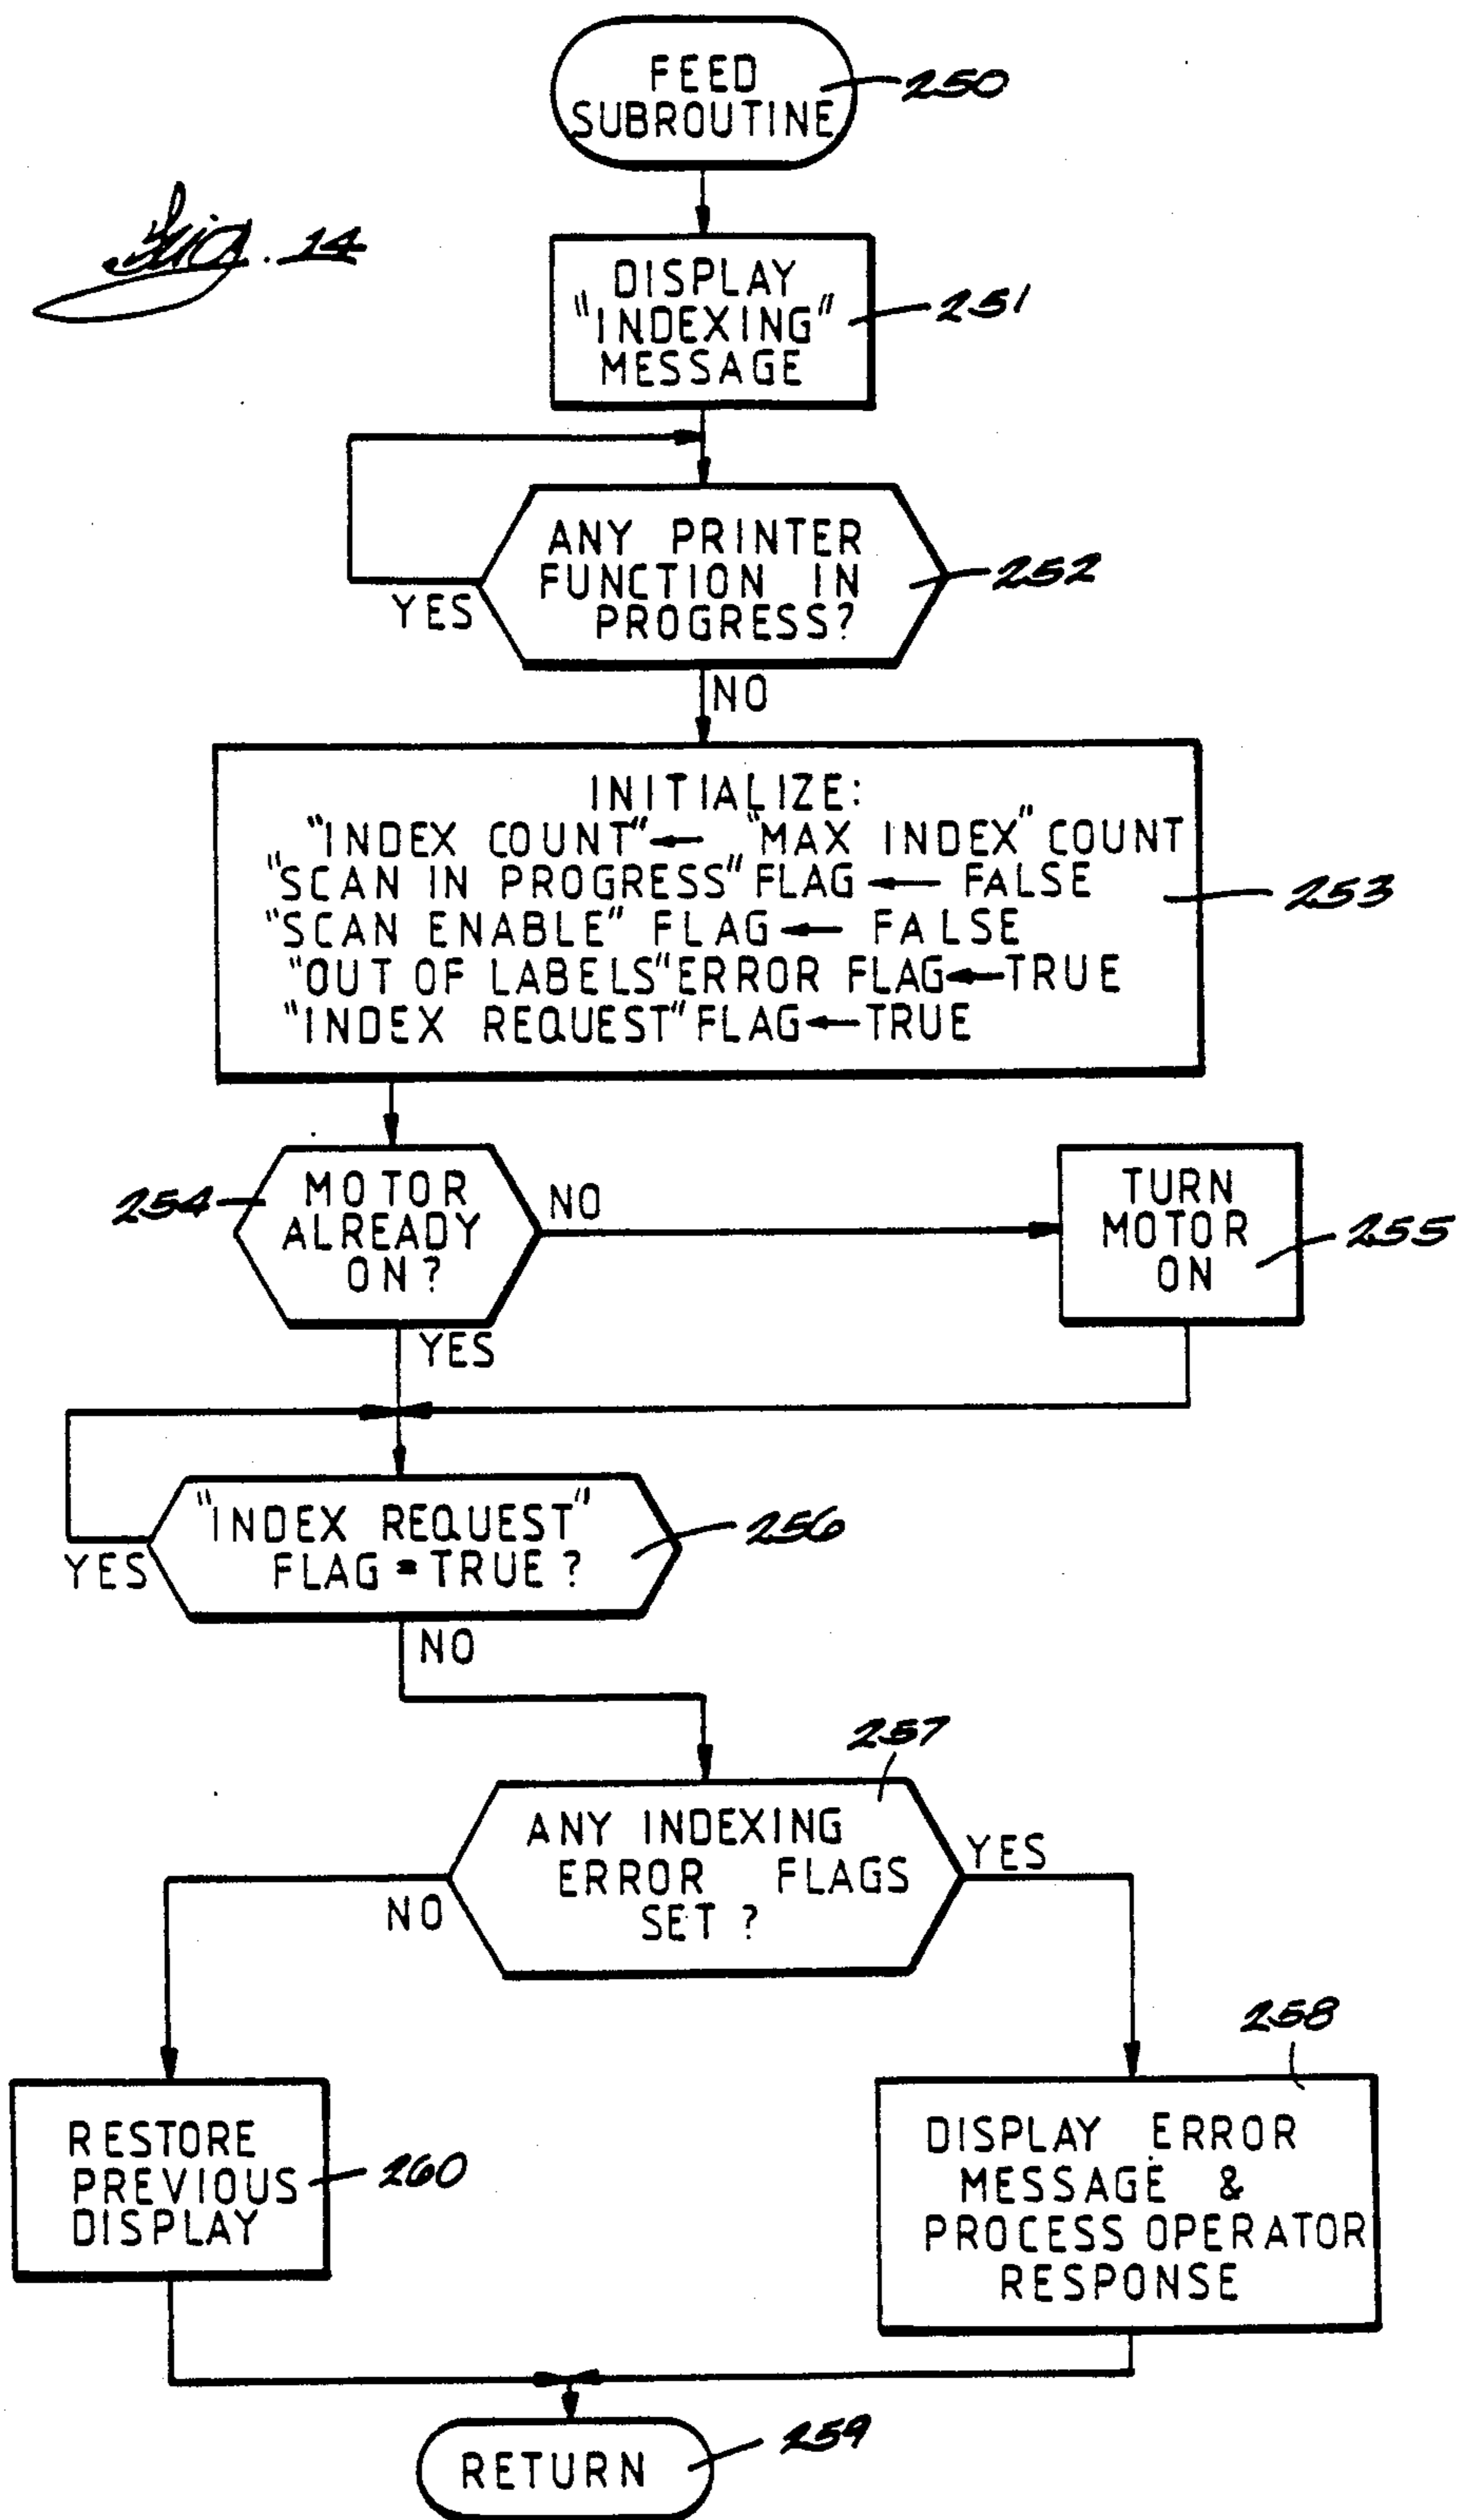 FEED
SUBROUTINE
250
Fig. 14
DISPLAY
"INDEXING"
MESSAGE
251
ANY PRINTER
FUNCTION IN
PROGRESS?
252
YES
NO
INITIALIZE:
"INDEX COUNT"← "MAX INDEX" COUNT
"SCAN IN PROGRESS" FLAG ← FALSE
"SCAN ENABLE" FLAG ← FALSE
"OUT OF LABELS" ERROR FLAG ← TRUE
"INDEX REQUEST" FLAG ← TRUE
253
254
MOTOR
ALREADY
ON?
NO
TURN
MOTOR
ON
255
YES
"INDEX REQUEST"
FLAG = TRUE ?
256
YES
NO
257
ANY INDEXING
ERROR FLAGS
SET ?
YES
NO
258
RESTORE
PREVIOUS
DISPLAY
260
DISPLAY ERROR
MESSAGE &
PROCESS OPERATOR
RESPONSE
RETURN
259